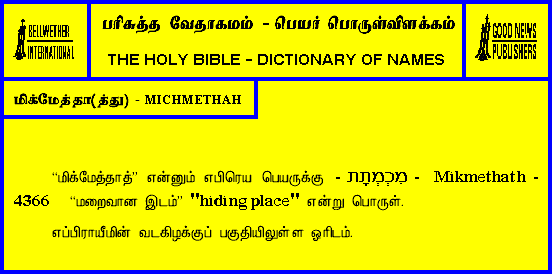 BELLWETHER
INTERNATIONAL
பரிசுத்த வேதாகமம் - பெயர் பொருள்விளக்கம்
THE HOLY BIBLE - DICTIONARY OF NAMES
GOOD NEWS
PUBLISHERS
மிக்மேத்தா(த்து) - MICHMETHAH
“மிக்மேத்தாத்” என்னும் எபிரெய பெயருக்கு - מִכְמְתָת - Mikmethath -
4366 “மறைவான இடம்” "hiding place" என்று பொருள்.
எப்பிராயீமின் வடகிழக்குப் பகுதியிலுள்ள ஓரிடம்.